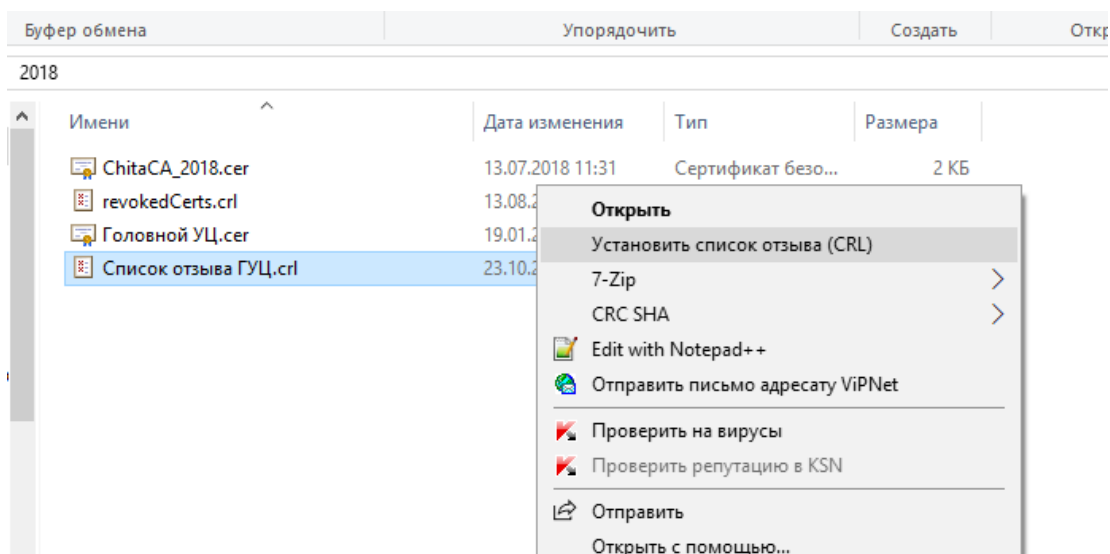 Буфер обмена Упорядочить Создать Откр
2018
Имени Дата изменения Тип Размера
ChitaCA_2018.cer 13.07.2018 11:31 Сертификат безо... 2 КБ
revokedCerts.crl 13.08.2
Головной УЦ.cer 19.01.2
Список отзыва ГУЦ.crl 23.10.2
Открыть
Установить список отзыва (CRL)
7-Zip
CRC SHA
Edit with Notepad++
Отправить письмо адресату ViPNet
Проверить на вирусы
Проверить репутацию в KSN
Отправить
Открыть с помощью...